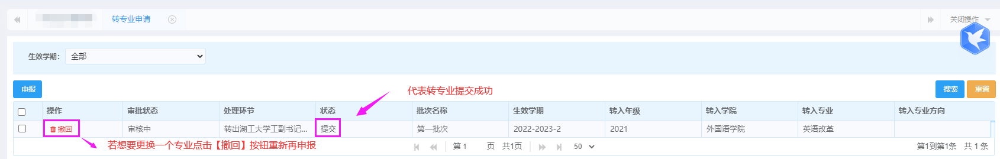 转专业申请
关闭操作
生效学期： 全部
申报
代表转专业提交成功
搜索 重置
操作 审批状态 处理环节 状态 批次名称 生效学期 转入年级 转入学院 转入专业 转入专业方向
撤回 审核中 转出湖工大学工副书记... 提交 第一批次 2022-2023-2 2021 外国语学院 英语改革
若想要更换一个专业点击【撤回】按钮重新再申报
第 1 页 共1页 50 第1到第1条 共 1 条